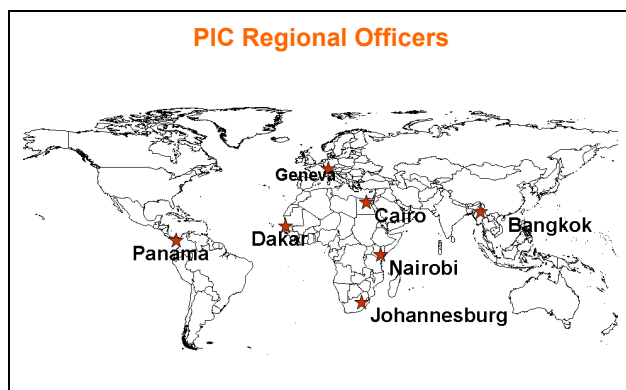 PIC Regional Officers
Geneva
Cairo
Dakar
Bangkok
Panama
Nairobi
Johannesburg